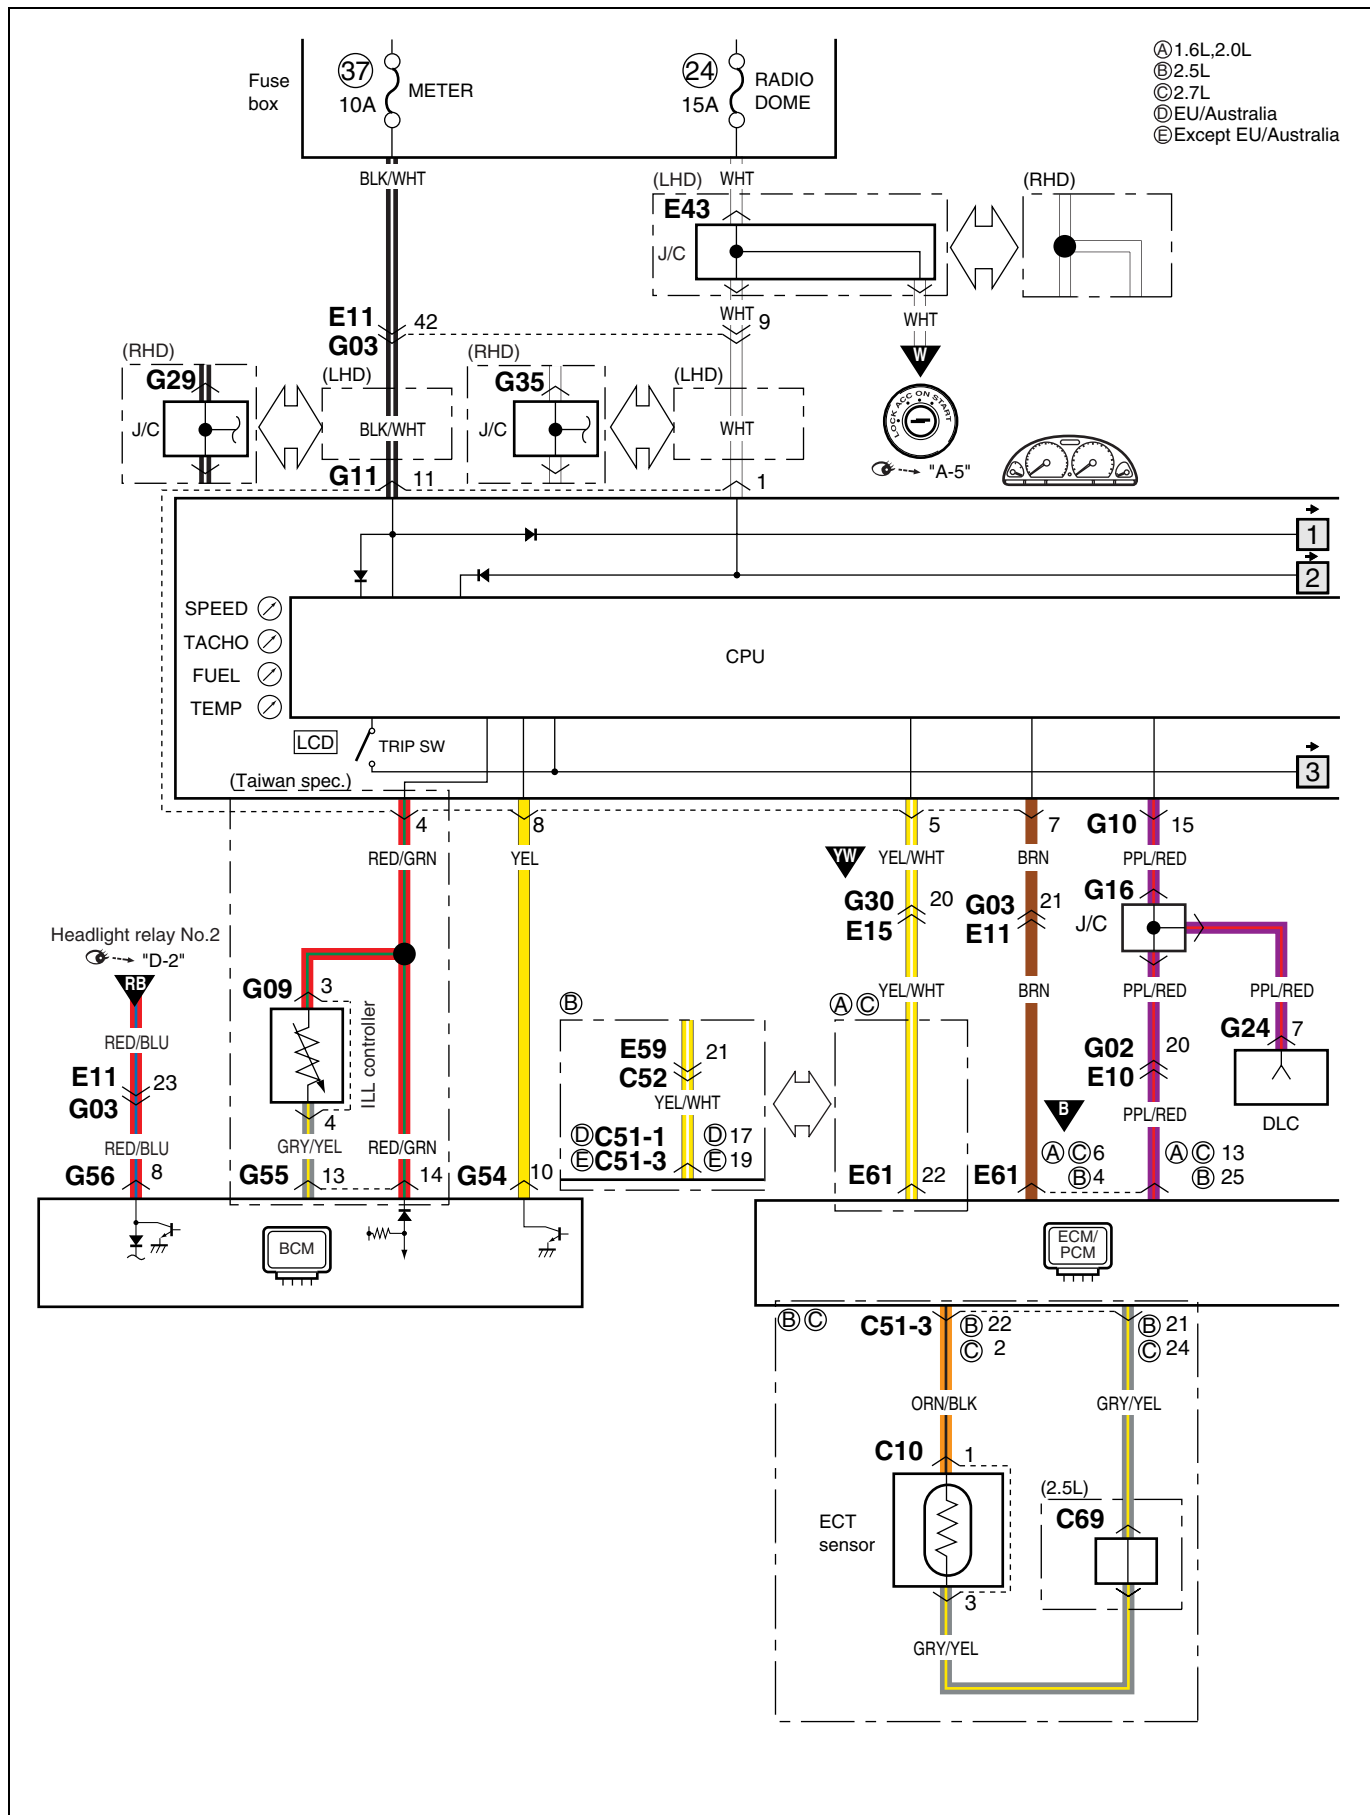 Fuse
box
37
10A
METER
24
15A
RADIO
DOME
Ⓐ1.6L,2.0L
Ⓑ2.5L
Ⓒ2.7L
ⒹEU/Australia
ⒺExcept EU/Australia
BLK/WHT
(LHD)
WHT
(RHD)
E43
J/C
WHT
9
WHT
W
E11
G03
42
(RHD)
G29
J/C
(LHD)
BLK/WHT
(RHD)
G35
J/C
(LHD)
WHT
LOCK ACC ON START
"A-5"
G11
11
1
1
2
SPEED
TACHO
FUEL
TEMP
CPU
LCD
TRIP SW
3
(Taiwan spec.)
4
8
5
7
G10
15
RED/GRN
YEL
YW
YEL/WHT
BRN
PPL/RED
G16
J/C
G30
E15
20
G03
E11
21
Headlight relay No.2
"D-2"
RB
G09
3
ILL controller
RED/BLU
E11
G03
23
RED/BLU
4
GRY/YEL
RED/GRN
G56
8
G55
13
14
G54
10
Ⓑ
E59
C52
21
YEL/WHT
ⒹC51-1
ⒺC51-3
Ⓓ17
Ⓔ19
ⒶⒸ
YEL/WHT
BRN
PPL/RED
PPL/RED
G24
7
DLC
G02
E10
20
B
PPL/RED
E61
22
E61
ⒶⒸ6
Ⓑ4
ⒶⒸ 13
Ⓑ 25
BCM
ECM/
PCM
ⒷⒸ
C51-3
Ⓑ22
Ⓒ 2
Ⓑ21
Ⓒ24
ORN/BLK
GRY/YEL
C10
1
ECT
sensor
3
(2.5L)
C69
GRY/YEL